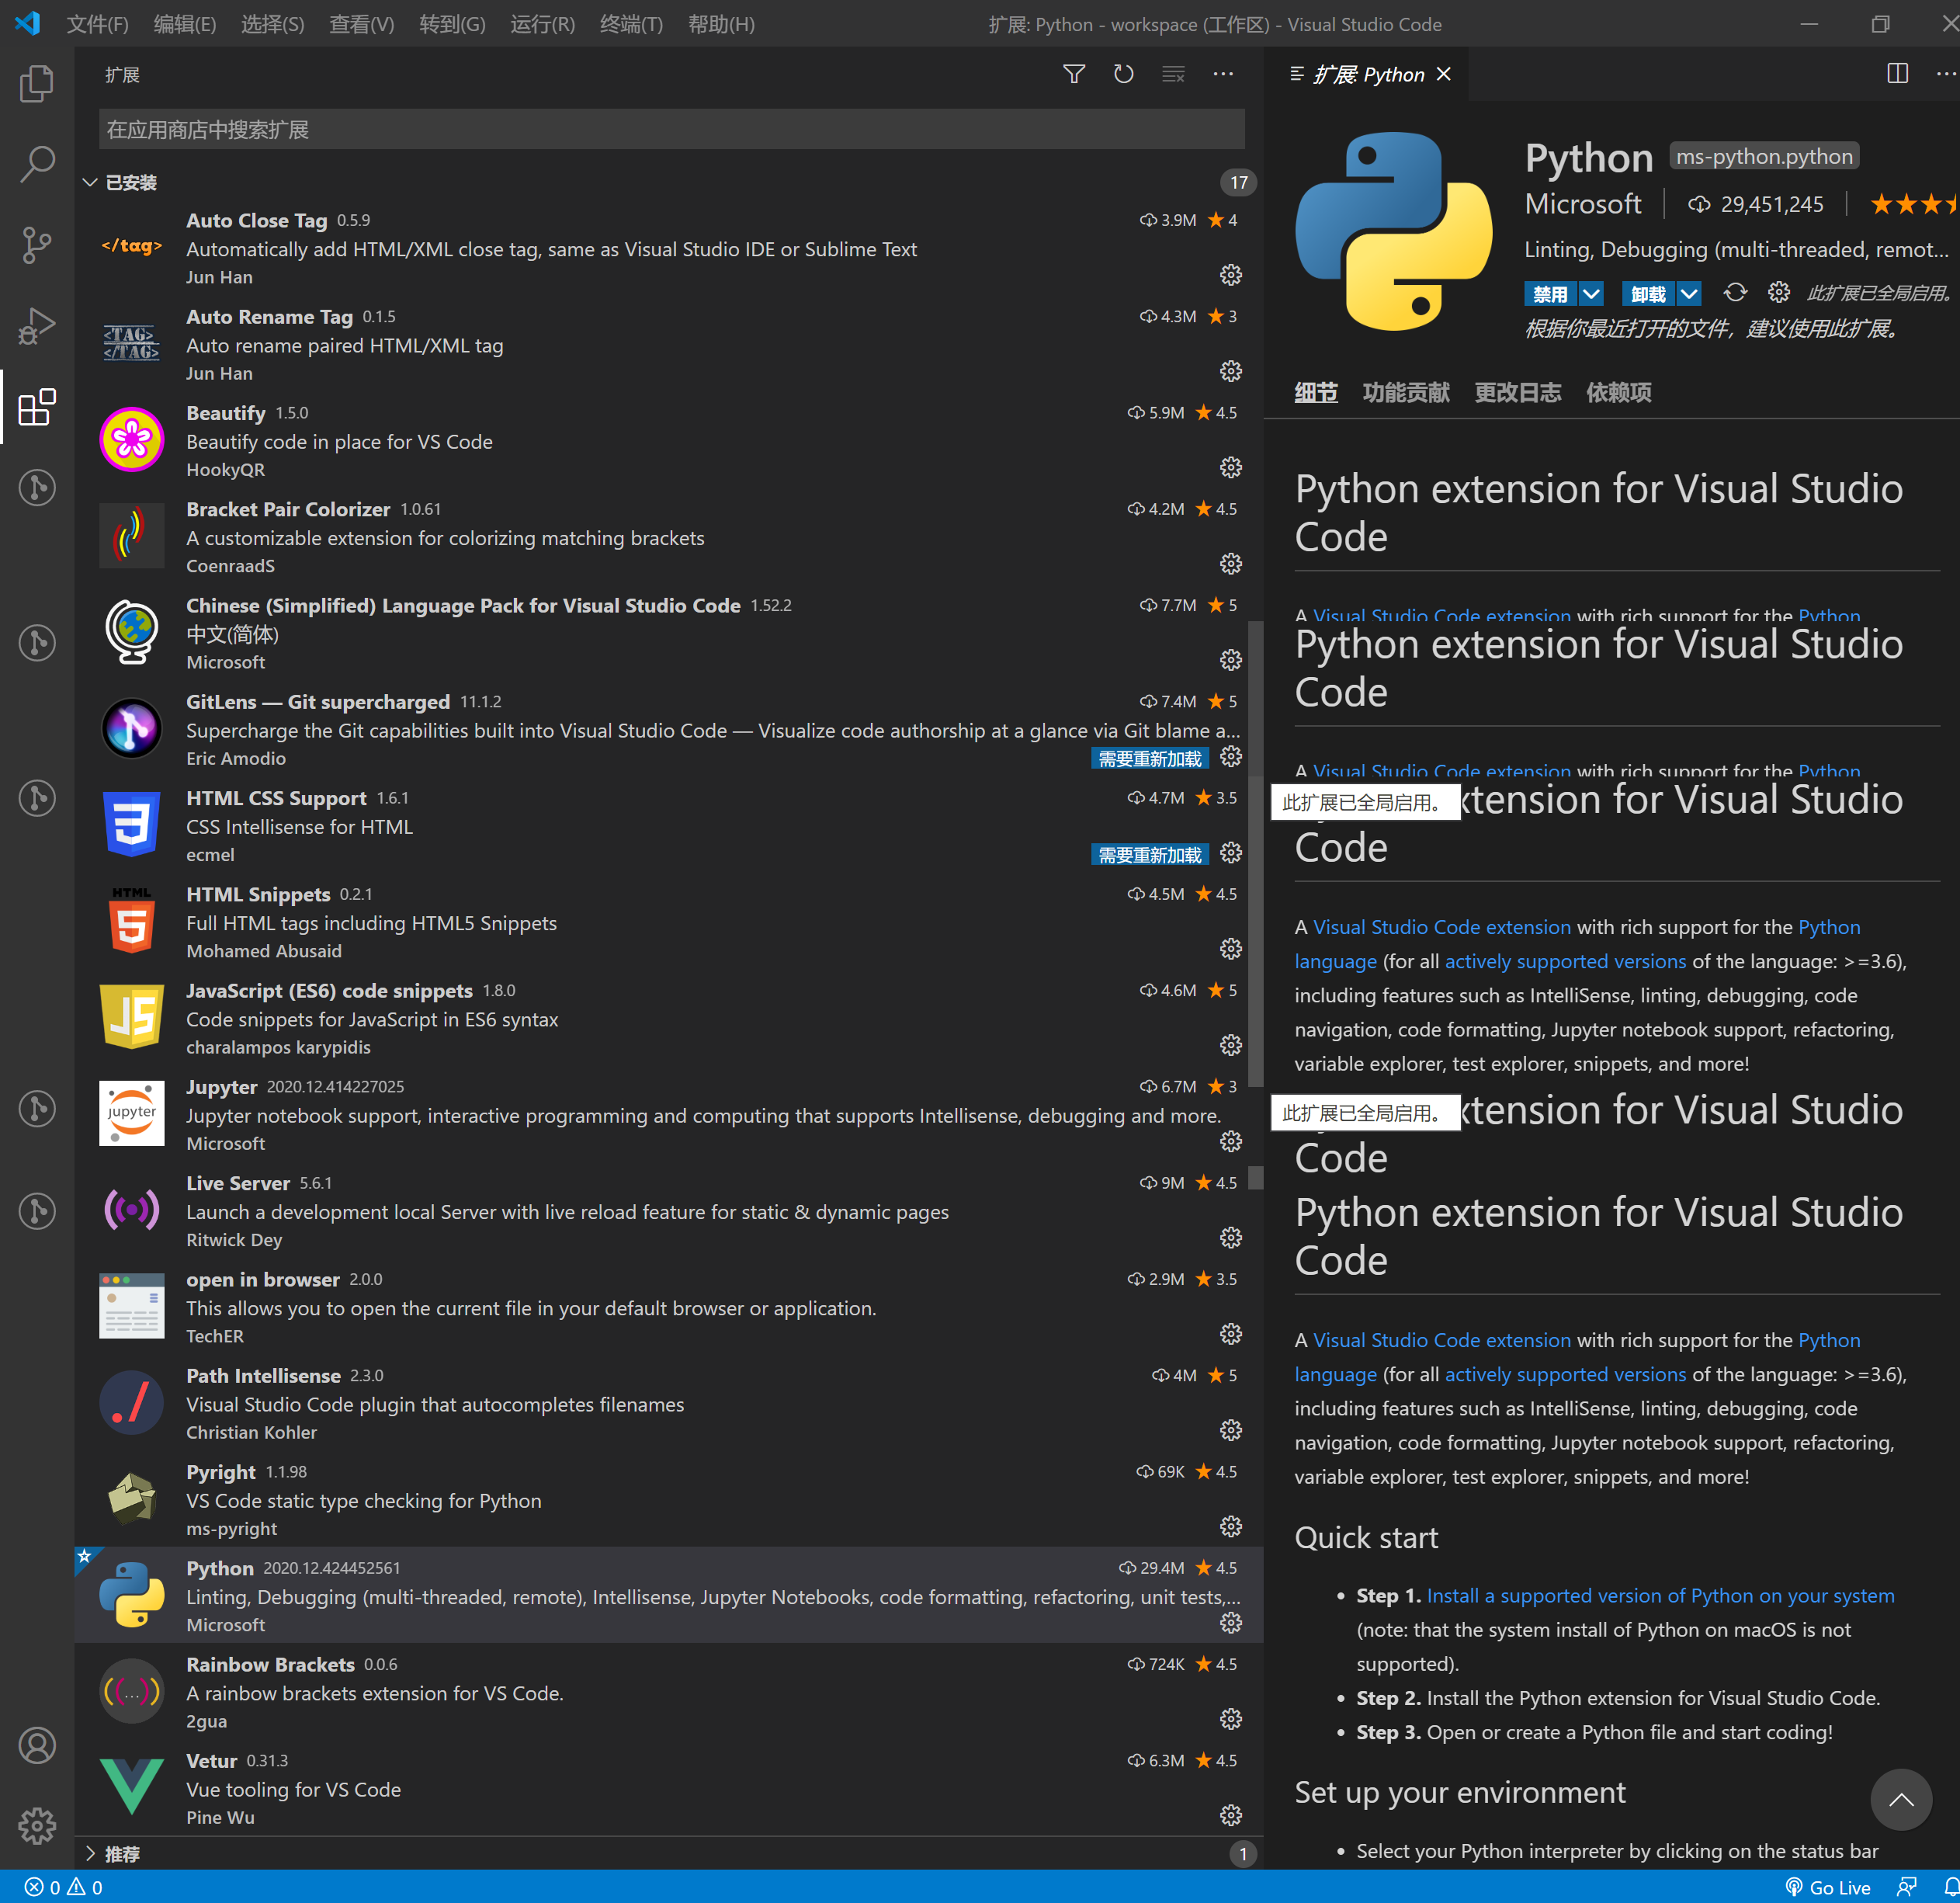 文件(F) 编辑(E) 选择(S) 查看(V) 转到(G) 运行(R) 终端(T) 帮助(H)
扩展: Python - workspace (工作区) - Visual Studio Code
扩展
在应用商店中搜索扩展
已安装 17
Auto Close Tag 0.5.9 3.9M 4
</tag>
Automatically add HTML/XML close tag, same as Visual Studio IDE or Sublime Text
Jun Han
Auto Rename Tag 0.1.5 4.3M 3
<TAG>
</TAG>
Auto rename paired HTML/XML tag
Jun Han
Beautify 1.5.0 5.9M 4.5
Beautify code in place for VS Code
HookyQR
Bracket Pair Colorizer 1.0.61 4.2M 4.5
A customizable extension for colorizing matching brackets
CoenraadS
Chinese (Simplified) Language Pack for Visual Studio Code 1.52.2 7.7M 5
中文(简体)
Microsoft
GitLens — Git supercharged 11.1.2 7.4M 5
Supercharge the Git capabilities built into Visual Studio Code — Visualize code authorship at a glance via Git blame a...
Eric Amodio 需要重新加载
HTML CSS Support 1.6.1 4.7M 3.5
CSS Intellisense for HTML
ecmel 需要重新加载
HTML Snippets 0.2.1 4.5M 4.5
HTML
5
Full HTML tags including HTML5 Snippets
Mohamed Abusaid
JavaScript (ES6) code snippets 1.8.0 4.6M 5
JS
Code snippets for JavaScript in ES6 syntax
charalampos karypidis
Jupyter 2020.12.414227025 6.7M 3
jupyter
Jupyter notebook support, interactive programming and computing that supports Intellisense, debugging and more.
Microsoft
Live Server 5.6.1 9M 4.5
Launch a development local Server with live reload feature for static & dynamic pages
Ritwick Dey
open in browser 2.0.0 2.9M 3.5
This allows you to open the current file in your default browser or application.
TechER
Path Intellisense 2.3.0 4M 5
./
Visual Studio Code plugin that autocompletes filenames
Christian Kohler
Pyright 1.1.98 69K 4.5
VS Code static type checking for Python
ms-pyright
Python 2020.12.424452561 29.4M 4.5
Linting, Debugging (multi-threaded, remote), Intellisense, Jupyter Notebooks, code formatting, refactoring, unit tests,...
Microsoft
Rainbow Brackets 0.0.6 724K 4.5
((...))
A rainbow brackets extension for VS Code.
2gua
Vetur 0.31.3 6.3M 4.5
Vue tooling for VS Code
Pine Wu
推荐 1
扩展: Python
Python ms-python.python
Microsoft 29,451,245
Linting, Debugging (multi-threaded, remot...
禁用 卸载 此扩展已全局启用。
根据你最近打开的文件，建议使用此扩展。
细节 功能贡献 更改日志 依赖项
Python extension for Visual Studio
Code
A Visual Studio Code extension with rich support for the Python
Python extension for Visual Studio
Code
A Visual Studio Code extension with rich support for the Python
此扩展已全局启用。 xtension for Visual Studio
Code
A Visual Studio Code extension with rich support for the Python
language (for all actively supported versions of the language: >=3.6),
including features such as IntelliSense, linting, debugging, code
navigation, code formatting, Jupyter notebook support, refactoring,
variable explorer, test explorer, snippets, and more!
此扩展已全局启用。 xtension for Visual Studio
Code
Python extension for Visual Studio
Code
A Visual Studio Code extension with rich support for the Python
language (for all actively supported versions of the language: >=3.6),
including features such as IntelliSense, linting, debugging, code
navigation, code formatting, Jupyter notebook support, refactoring,
variable explorer, test explorer, snippets, and more!
Quick start
• Step 1. Install a supported version of Python on your system
(note: that the system install of Python on macOS is not
supported).
• Step 2. Install the Python extension for Visual Studio Code.
• Step 3. Open or create a Python file and start coding!
Set up your environment
• Select your Python interpreter by clicking on the status bar
0 0
Go Live